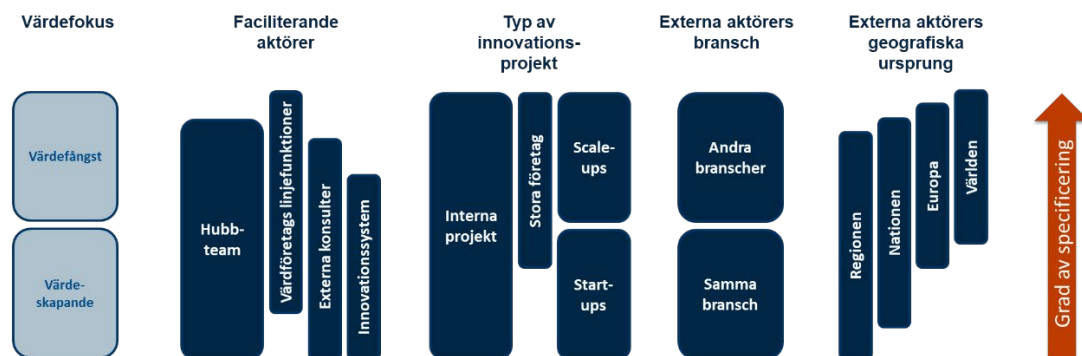 Värdefokus
Faciliterande
aktörer
Typ av
innovations-
projekt
Externa aktörers
bransch
Externa aktörers
geografiska
ursprung
Värdefångst
Värde-
skapande
Hubb-
team
Värdföretags linjefunktioner
Externa konsulter
Innovationssystem
Interna
projekt
Stora företag
Scale-
ups
Start-
ups
Andra
branscher
Samma
bransch
Regionen
Nationen
Europa
Världen
Grad av specificering